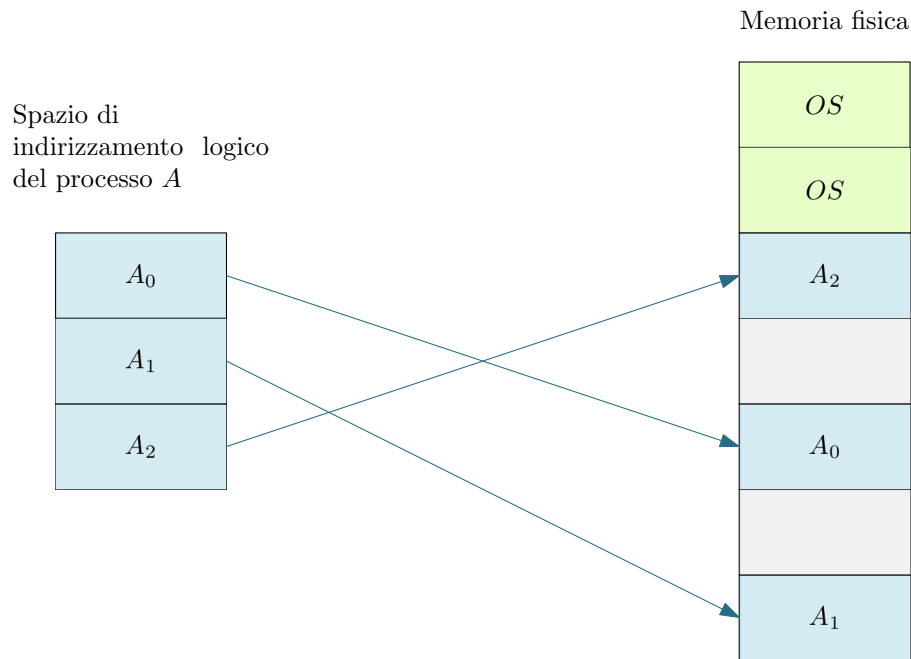 Memoria fisica
Spazio di
indirizzamento logico
del processo A
OS
OS
A₀
A₁
A₂
A₂
A₀
A₁